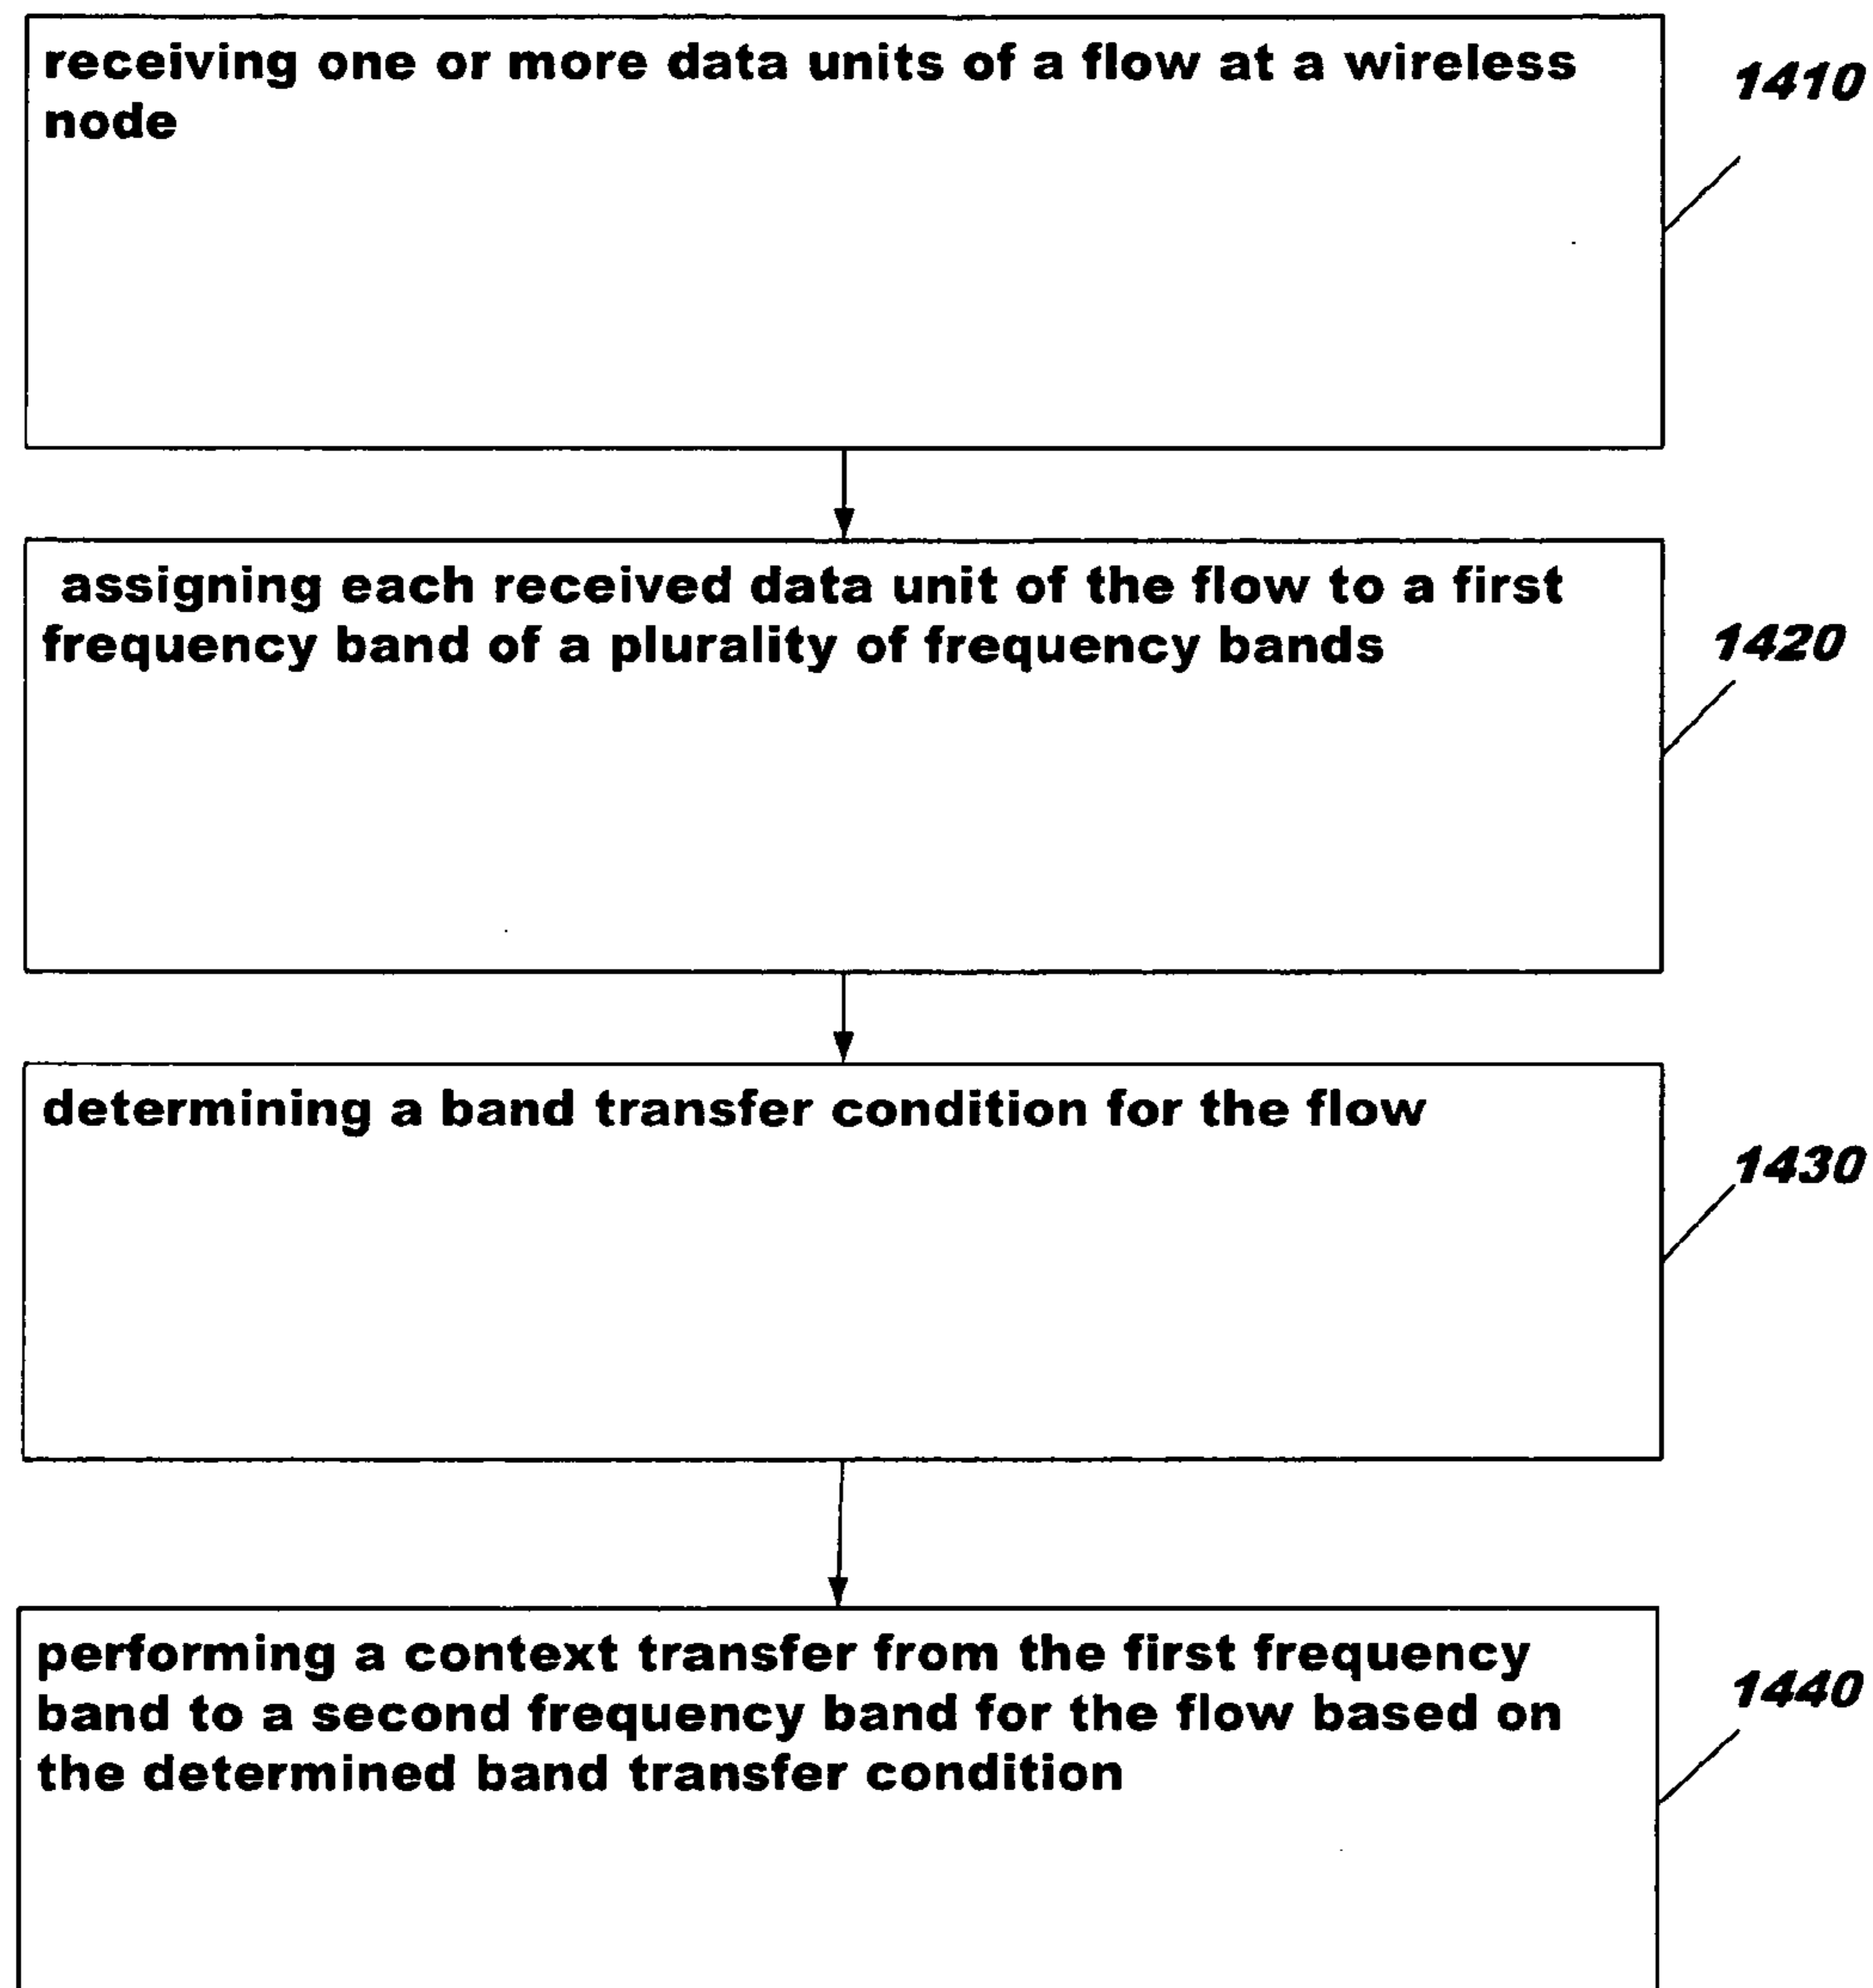 receiving one or more data units of a flow at a wireless
node
1410
assigning each received data unit of the flow to a first
frequency band of a plurality of frequency bands
1420
determining a band transfer condition for the flow
1430
performing a context transfer from the first frequency
band to a second frequency band for the flow based on
the determined band transfer condition
1440